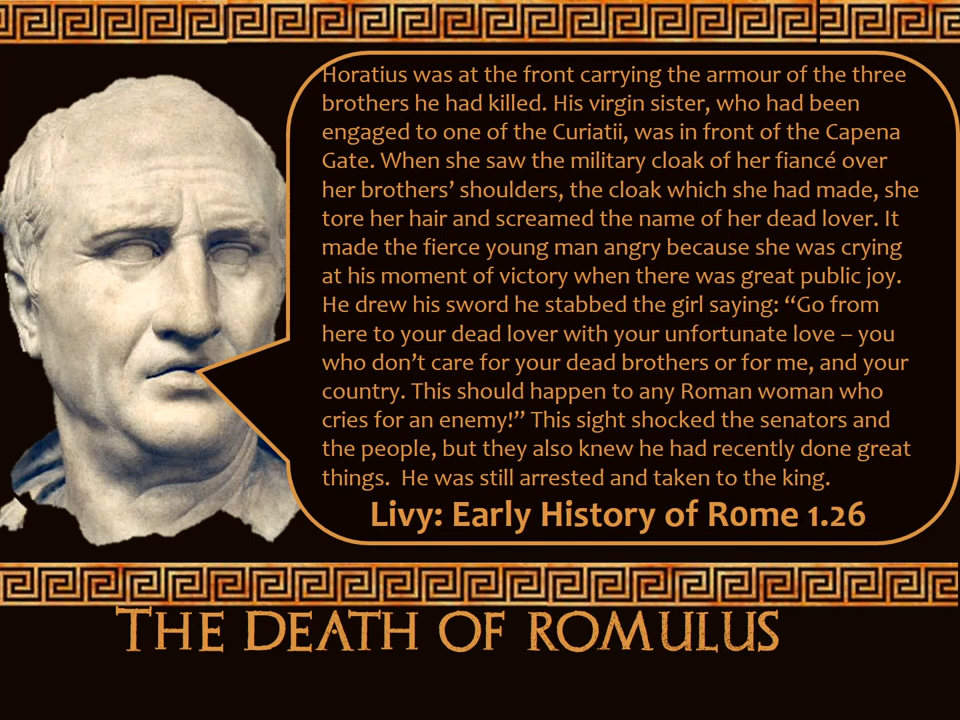 Horatius was at the front carrying the armour of the three
brothers he had killed. His virgin sister, who had been
engaged to one of the Curiatii, was in front of the Capena
Gate. When she saw the military cloak of her fiancé over
her brothers’ shoulders, the cloak which she had made, she
tore her hair and screamed the name of her dead lover. It
made the fierce young man angry because she was crying
at his moment of victory when there was great public joy.
He drew his sword he stabbed the girl saying: “Go from
here to your dead lover with your unfortunate love – you
who don’t care for your dead brothers or for me, and your
country. This should happen to any Roman woman who
cries for an enemy!” This sight shocked the senators and
the people, but they also knew he had recently done great
things.  He was still arrested and taken to the king.
Livy: Early History of R0me 1.26
The death of Romulus